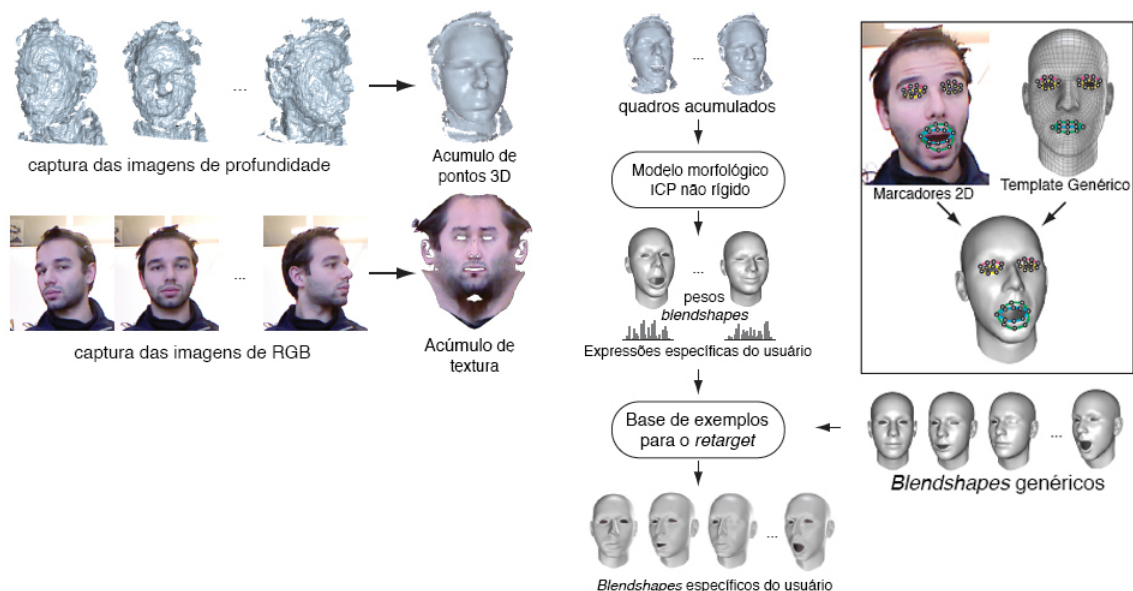 ...
captura das imagens de profundidade
Acumulo de
pontos 3D
...
captura das imagens de RGB
Acúmulo de
textura
...
quadros acumulados
Modelo morfológico
ICP não rígido
...
pesos
blendshapes
Expressões específicas do usuário
Base de exemplos
para o retarget
...
Blendshapes específicos do usuário
Marcadores 2D
Template Genérico
...
Blendshapes genéricos